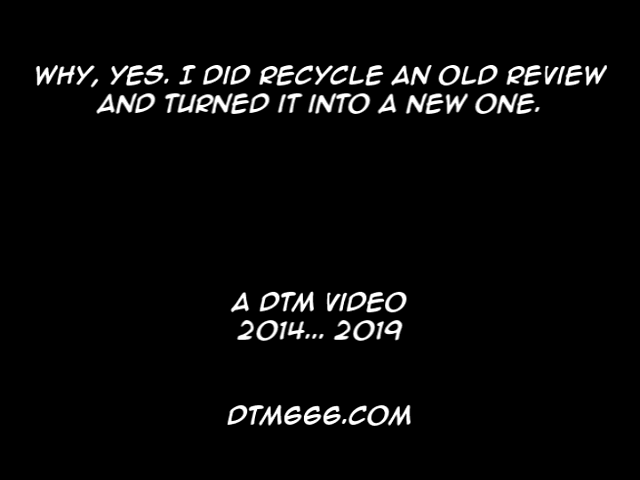 WHY, YES. I DID RECYCLE AN OLD REVIEW
AND TURNED IT INTO A NEW ONE.
A DTM VIDEO
2014... 2019
DTM666.COM